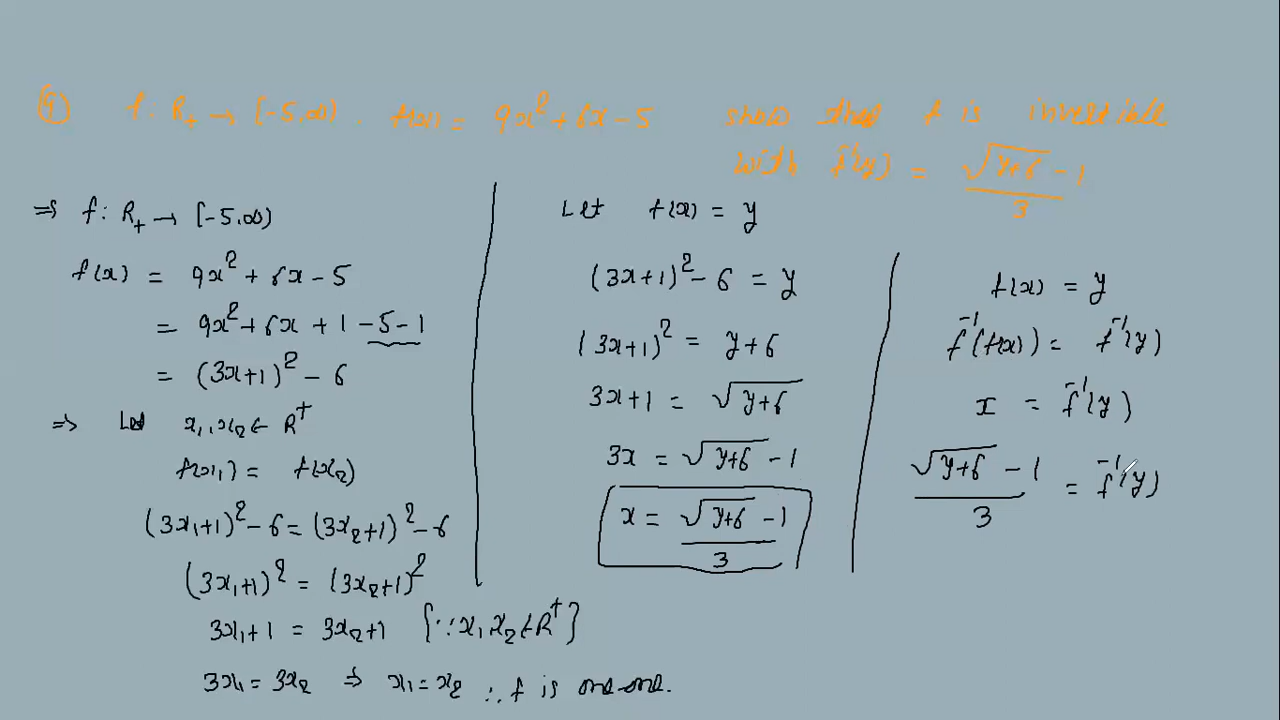 9) f: R₊ → [-5,∞). f(x) = 9x² + 6x - 5 show that f is invertible
with f⁻¹(y) = (√(y+6) - 1)/3
⇒ f: R₊ → [-5,∞)
f(x) = 9x² + 6x - 5
= 9x² + 6x + 1 - 5 - 1
= (3x+1)² - 6
⇒ Let x₁, x₂ ∈ R⁺
f(x₁) = f(x₂)
(3x₁+1)² - 6 = (3x₂+1)² - 6
(3x₁+1)² = (3x₂+1)²
3x₁+1 = 3x₂+1 {∵ x₁ x₂ ∈ R⁺}
3x₁ = 3x₂ ⇒ x₁ = x₂ ∴ f is one-one.
Let f(x) = y
(3x+1)² - 6 = y
(3x+1)² = y+6
3x+1 = √(y+6)
3x = √(y+6) - 1
x = (√(y+6) - 1)/3
f(x) = y
f⁻¹(f(x)) = f⁻¹(y)
x = f⁻¹(y)
(√(y+6) - 1)/3 = f⁻¹(y)